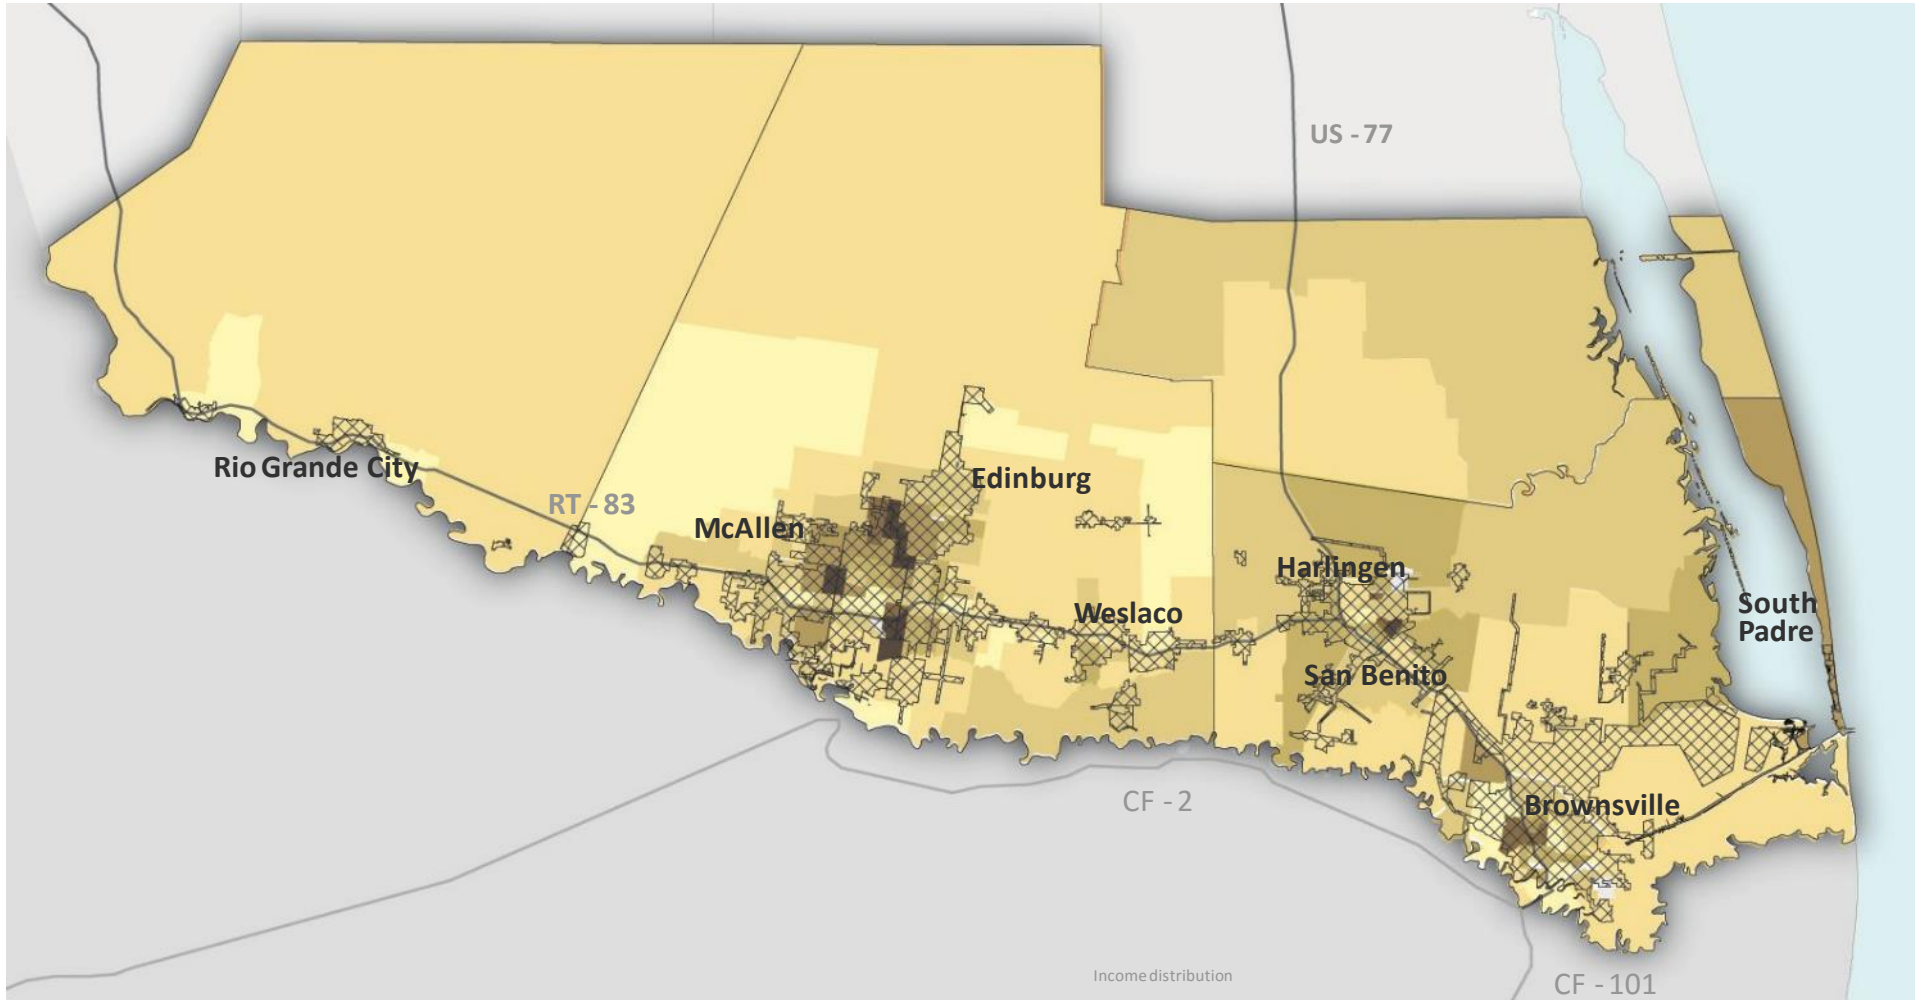 US - 77
Rio Grande City
Edinburg
RT - 83
McAllen
Harlingen
Weslaco
South
Padre
San Benito
CF - 2
Brownsville
Income distribution
CF - 101